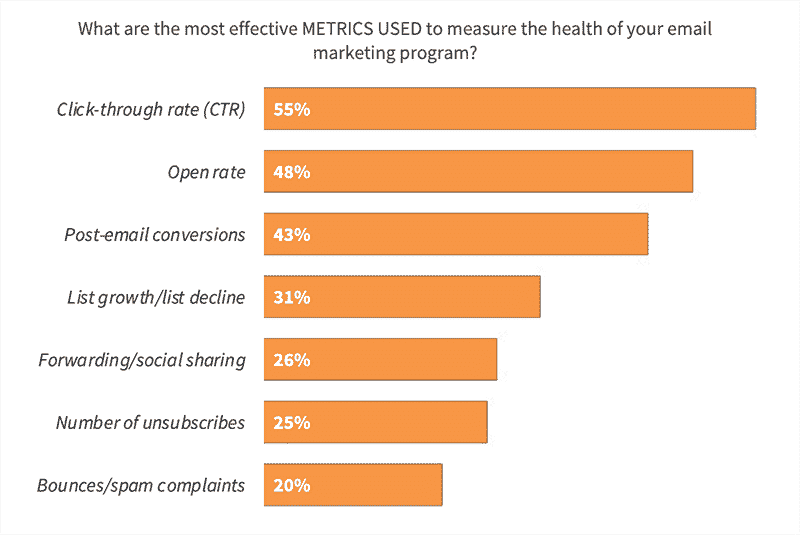 What are the most effective METRICS USED to measure the health of your email
marketing program?
Click-through rate (CTR) 55%
Open rate 48%
Post-email conversions 43%
List growth/list decline 31%
Forwarding/social sharing 26%
Number of unsubscribes 25%
Bounces/spam complaints 20%